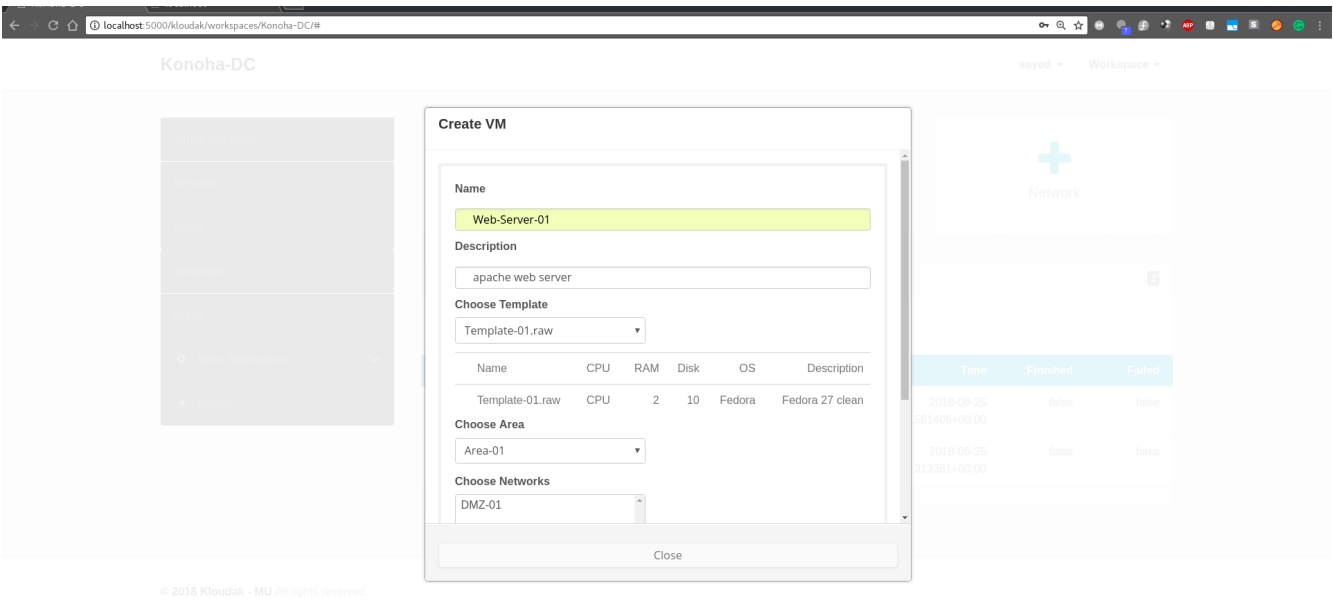 localhost:5000/kloudak/workspaces/Konoha-DC/#
Konoha-DC
sayed
Workspace
Create VM
Name
Web-Server-01
Description
apache web server
Choose Template
Template-01.raw
Name CPU RAM Disk OS Description
Template-01.raw CPU 2 10 Fedora Fedora 27 clean
Choose Area
Area-01
Choose Networks
DMZ-01
Close
Network
Time Finished Failed
2018-06-25 false false
2018-06-25 false false
© 2018 Kloudak - MU All rights reserved.